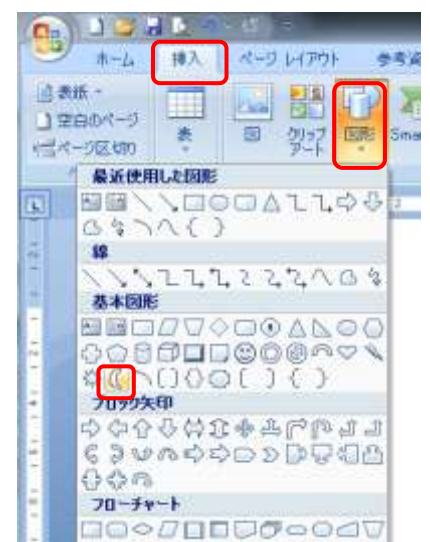 ホーム 挿入 ページ レイアウト 参考資
表紙
空白のページ
ページ区切り
表 図 クリップ アート 図形 Smar
最近使用した図形
線
基本図形
ブロック矢印
フローチャート